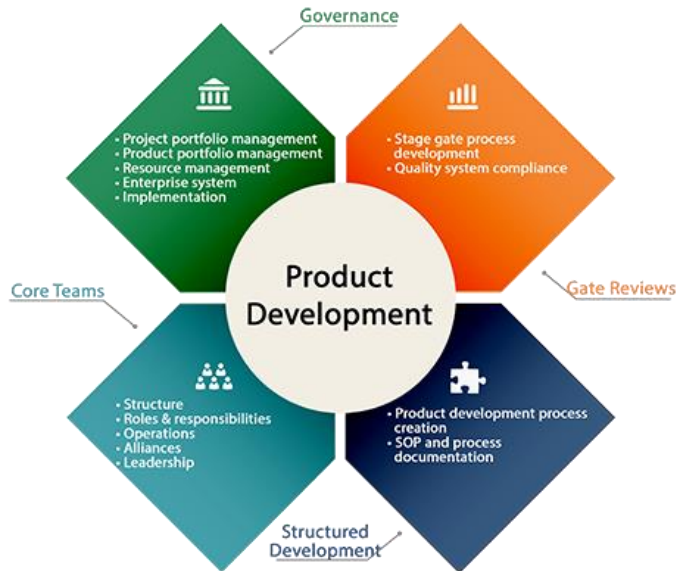 Governance
• Project portfolio management
• Product portfolio management
• Resource management
• Enterprise system
• Implementation
• Stage gate process
development
• Quality system compliance
Product
Development
Core Teams
Gate Reviews
• Structure
• Roles & responsibilities
• Operations
• Alliances
• Leadership
• Product development process
creation
• SOP and process
documentation
Structured
Development